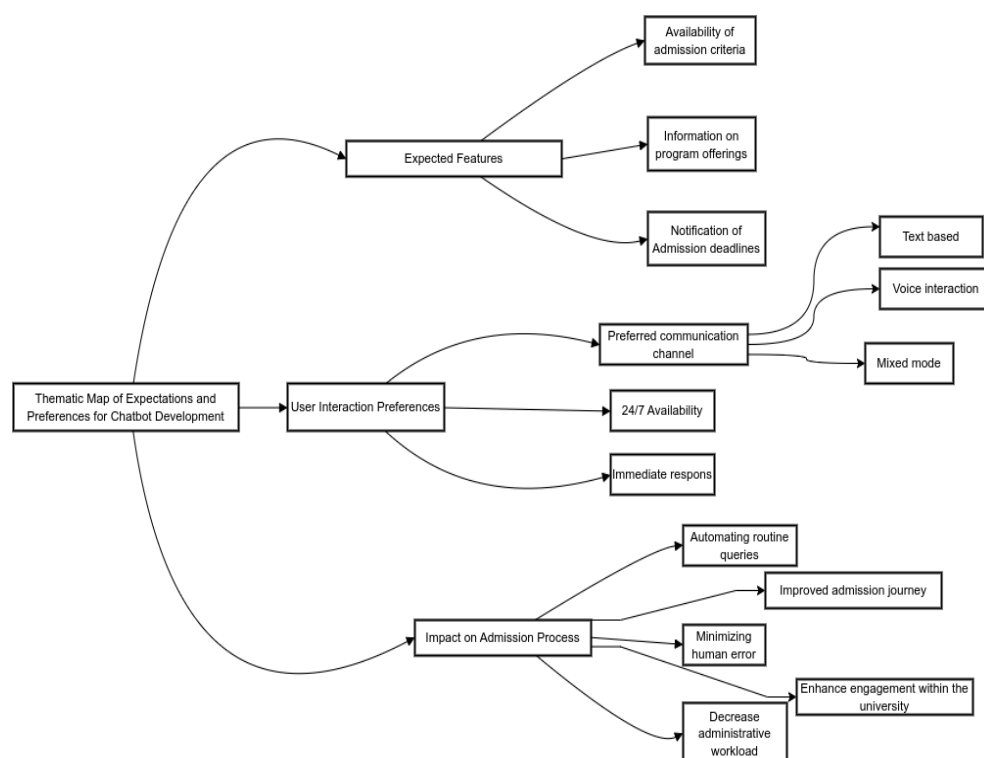 Availability of
admission criteria
Expected Features
Information on
program offerings
Notification of
Admission deadlines
Text based
Voice interaction
Preferred communication
channel
Mixed mode
Thematic Map of Expectations and
Preferences for Chatbot Development
User Interaction Preferences
24/7 Availability
Immediate respons
Automating routine
queries
Improved admission journey
Impact on Admission Process
Minimizing
human error
Enhance engagement within the
university
Decrease
administrative
workload